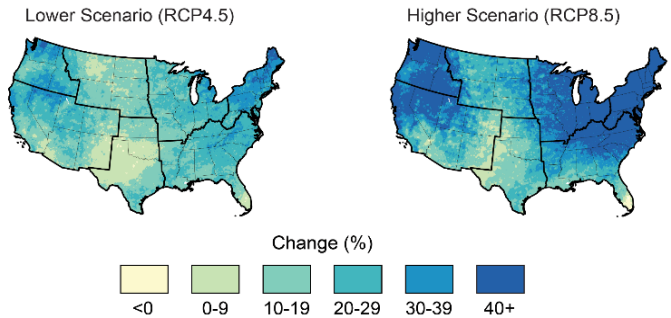 Lower Scenario (RCP4.5) Higher Scenario (RCP8.5)
Change (%)
<0 0-9 10-19 20-29 30-39 40+